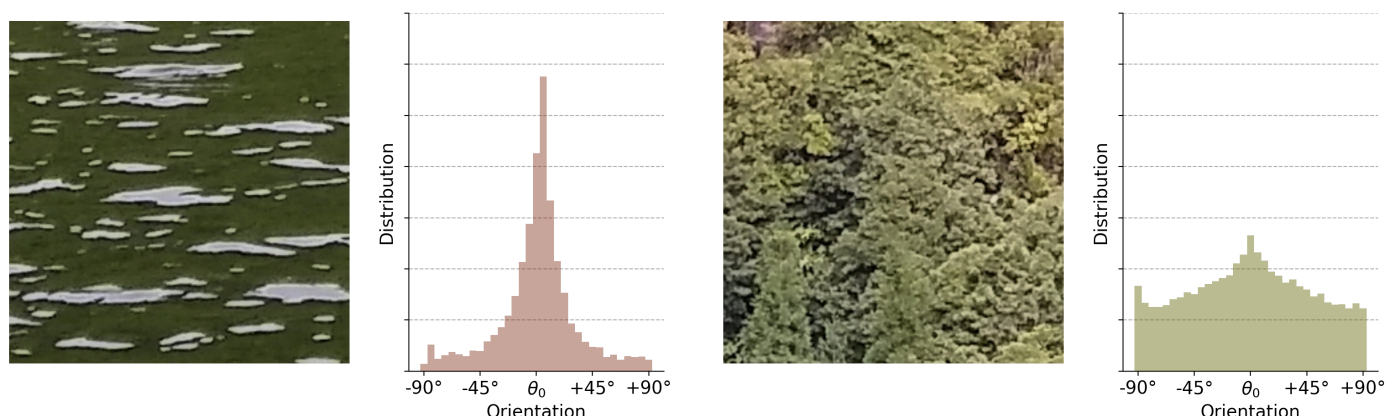 Distribution
-90° -45° θ₀ +45° +90°
Orientation
Distribution
-90° -45° θ₀ +45° +90°
Orientation